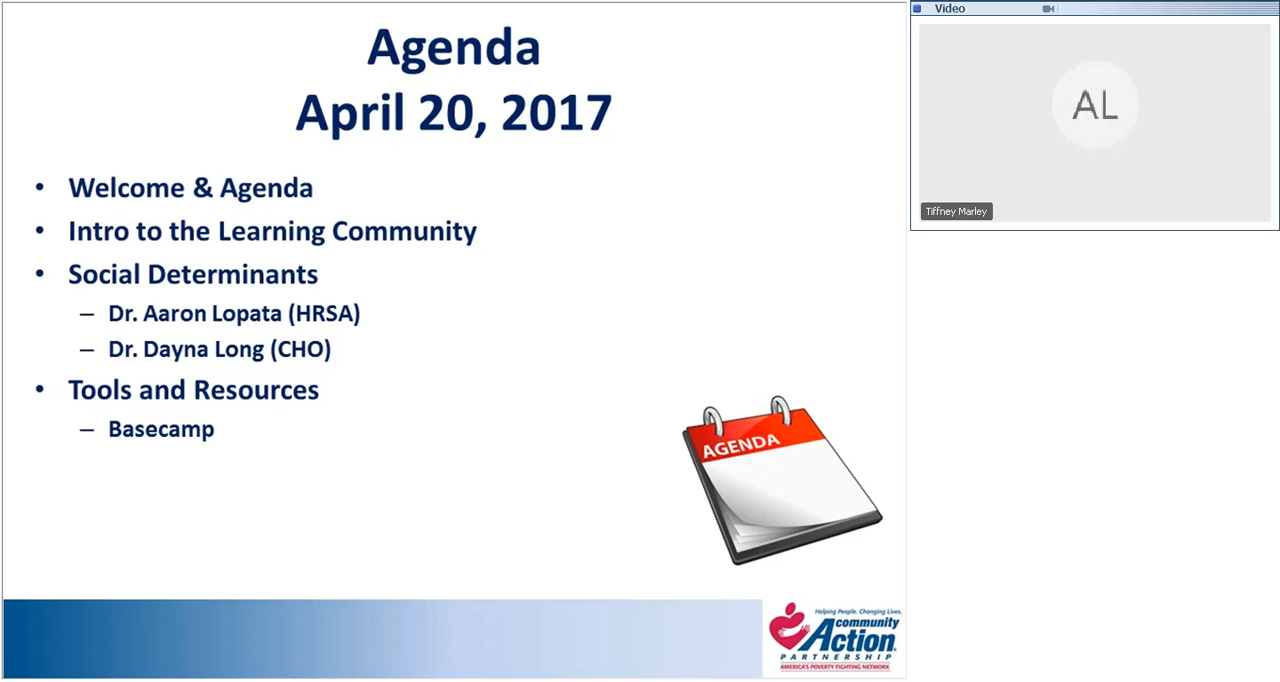 Agenda
April 20, 2017
• Welcome & Agenda
• Intro to the Learning Community
• Social Determinants
– Dr. Aaron Lopata (HRSA)
– Dr. Dayna Long (CHO)
• Tools and Resources
– Basecamp
AGENDA
Helping People. Changing Lives.
community
Action
PARTNERSHIP
AMERICA'S POVERTY FIGHTING NETWORK
Video
AL
Tiffney Marley